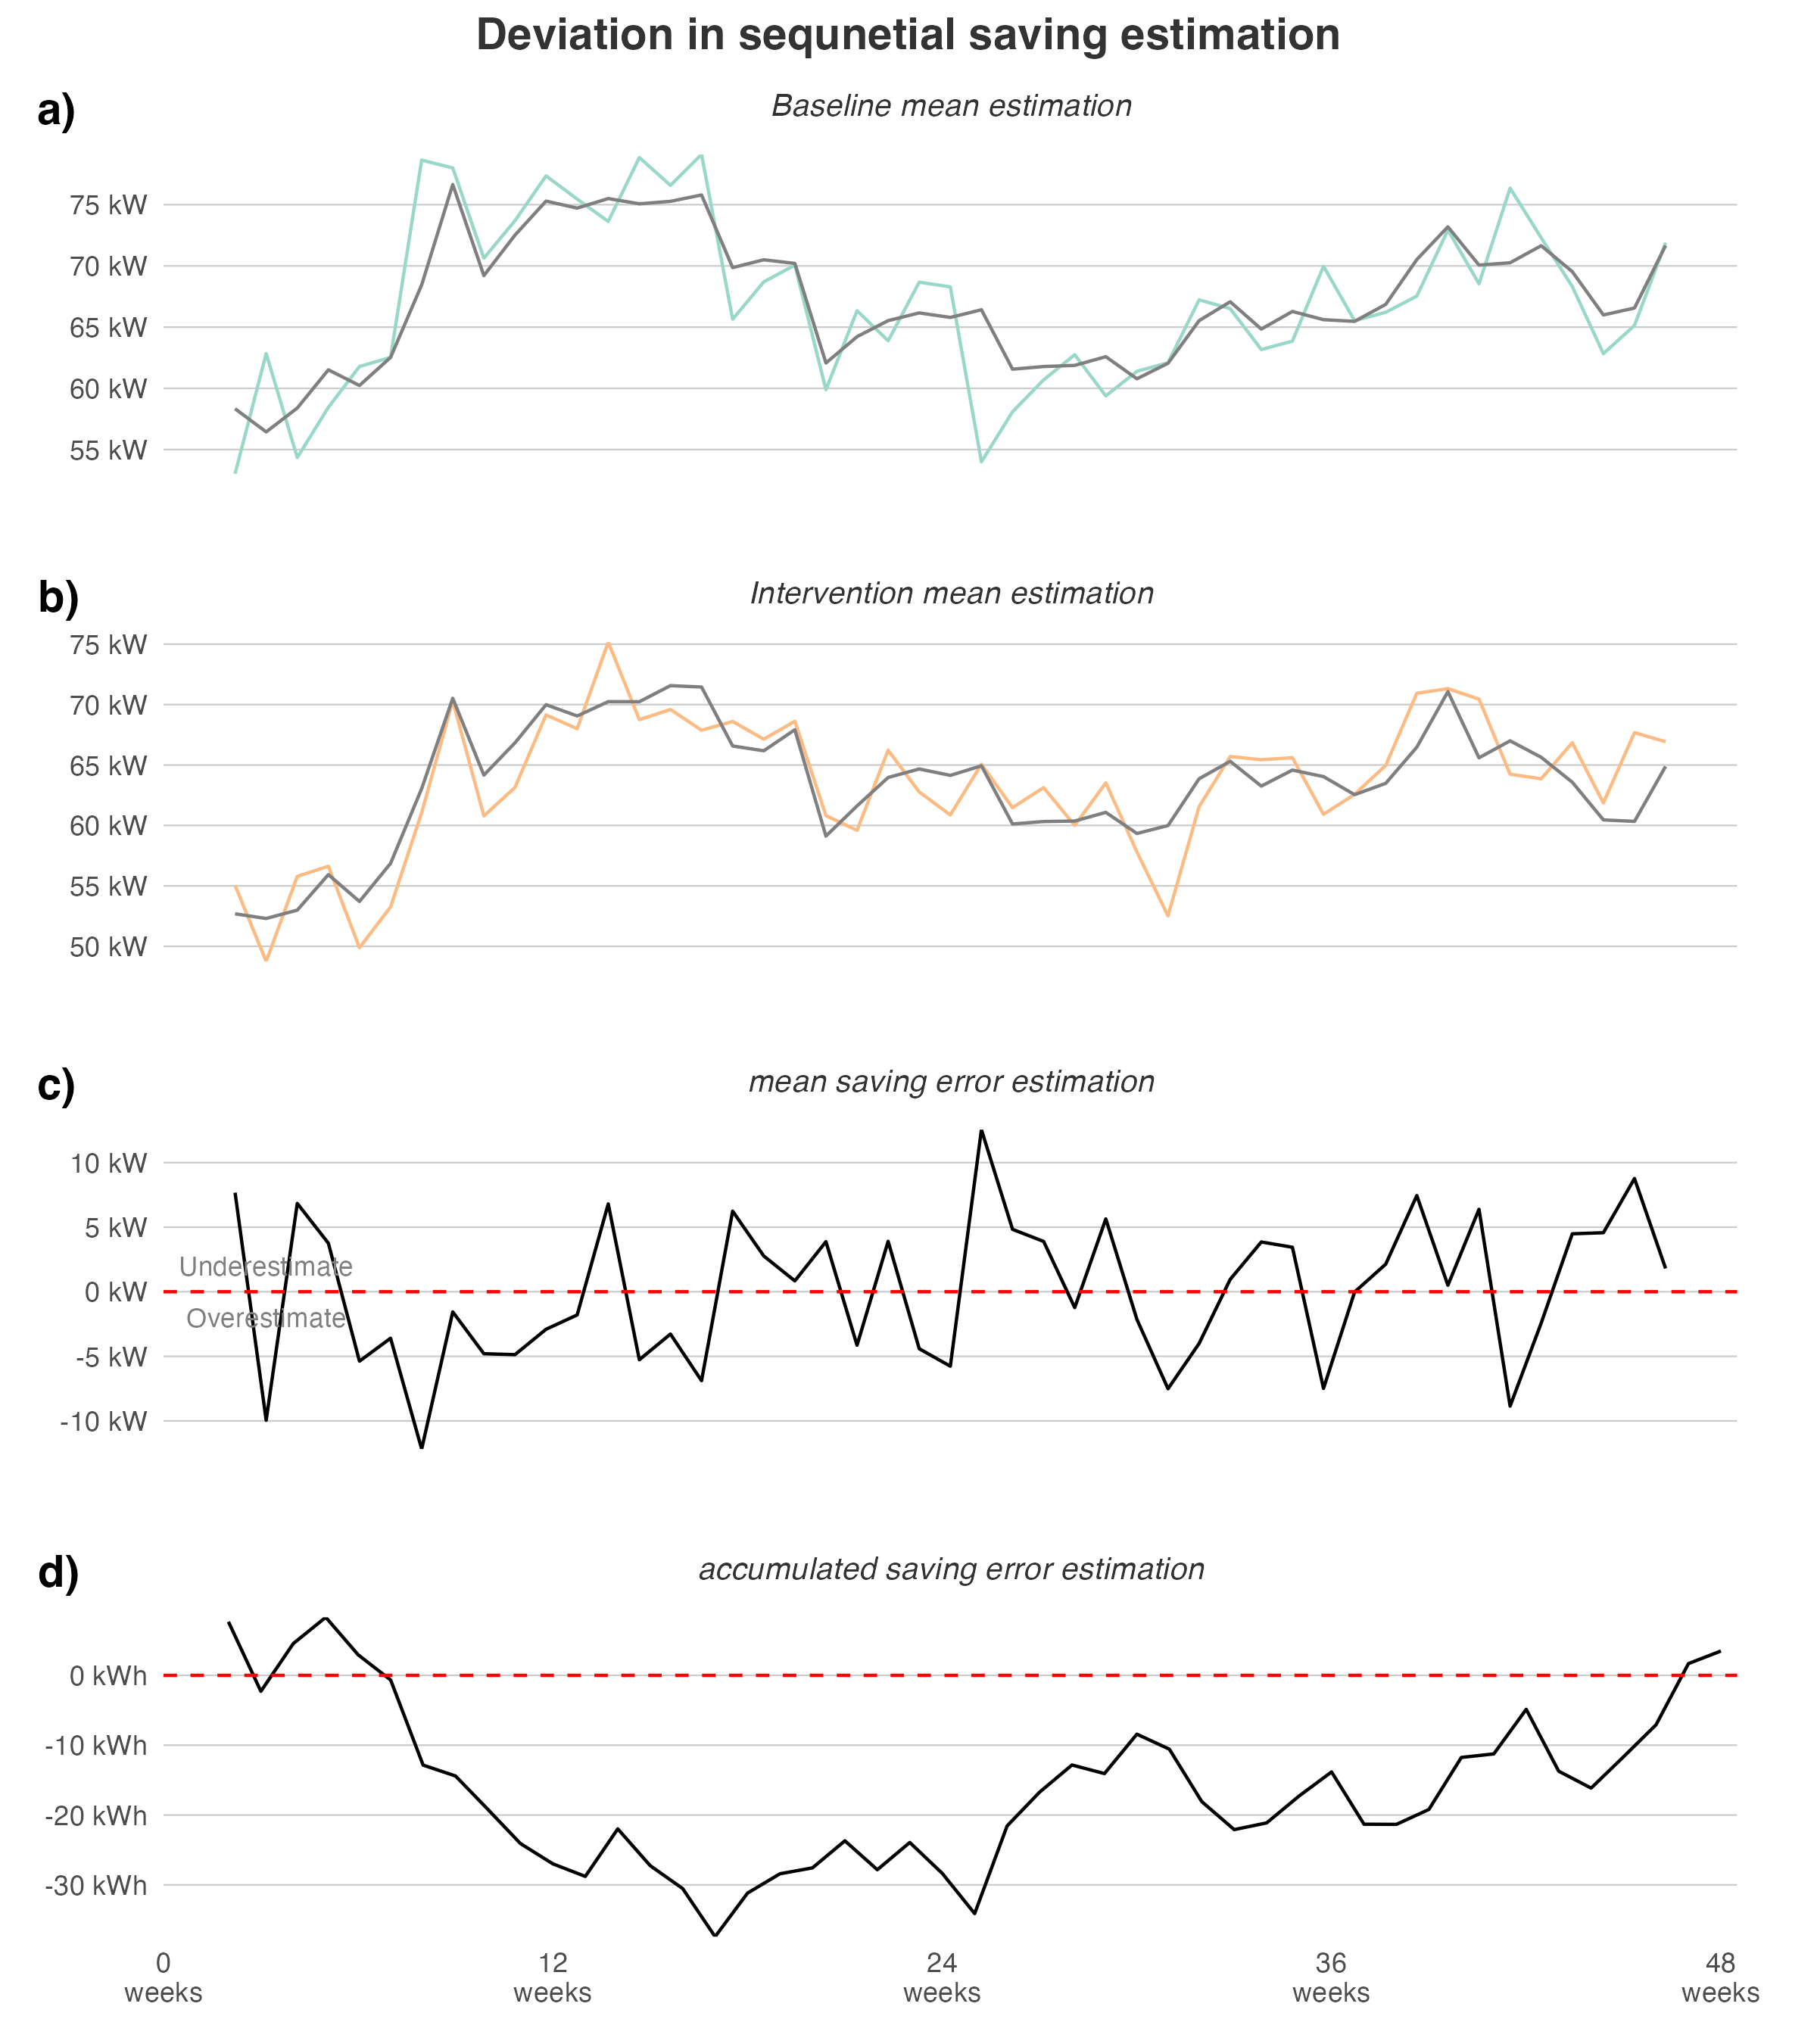 Deviation in sequnetial saving estimation
a)
Baseline mean estimation
75 kW
70 kW
65 kW
60 kW
55 kW
b)
Intervention mean estimation
75 kW
70 kW
65 kW
60 kW
55 kW
50 kW
c)
mean saving error estimation
10 kW
5 kW
Underestimate
0 kW
Overestimate
-5 kW
-10 kW
d)
accumulated saving error estimation
0 kWh
-10 kWh
-20 kWh
-30 kWh
0 12 24 36 48
weeks weeks weeks weeks weeks